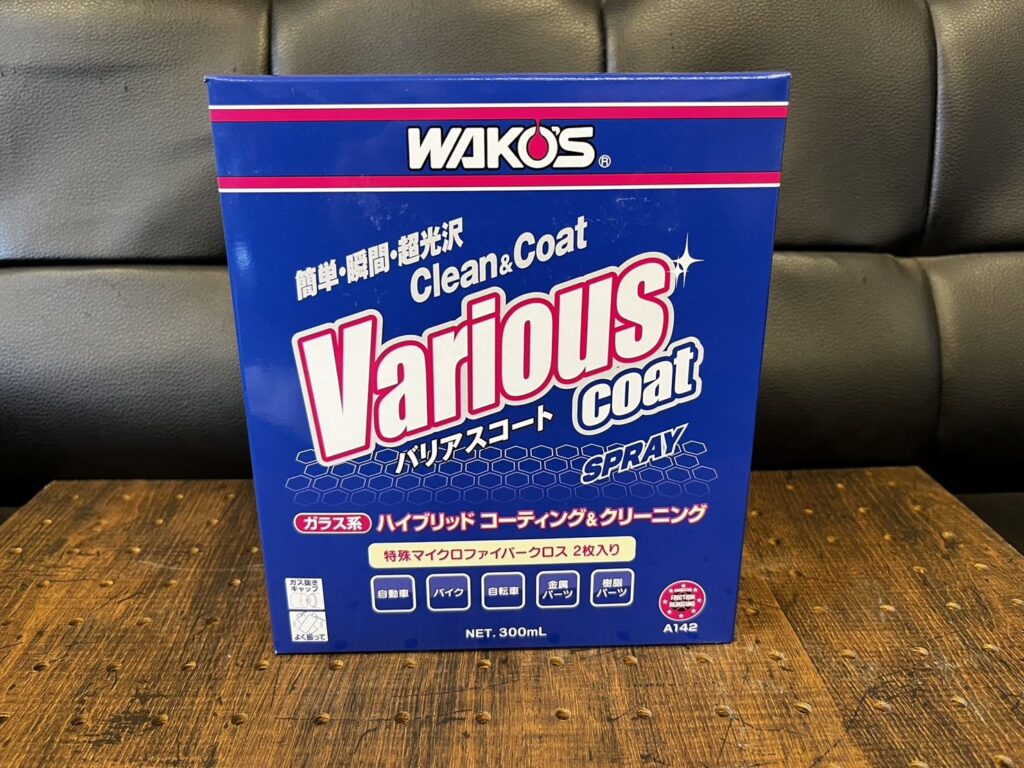 WAKO'S®
簡単・瞬間・超光沢
Clean&Coat
Various
coat
バリアスコート
SPRAY
ガラス系 ハイブリッド コーティング&クリーニング
特殊マイクロファイバークロス 2枚入り
自動車 バイク 自転車 金属パーツ 樹脂パーツ
ガス抜き
キャップ
よく振って
FRICTION
REDUCING
A142
NET. 300mL